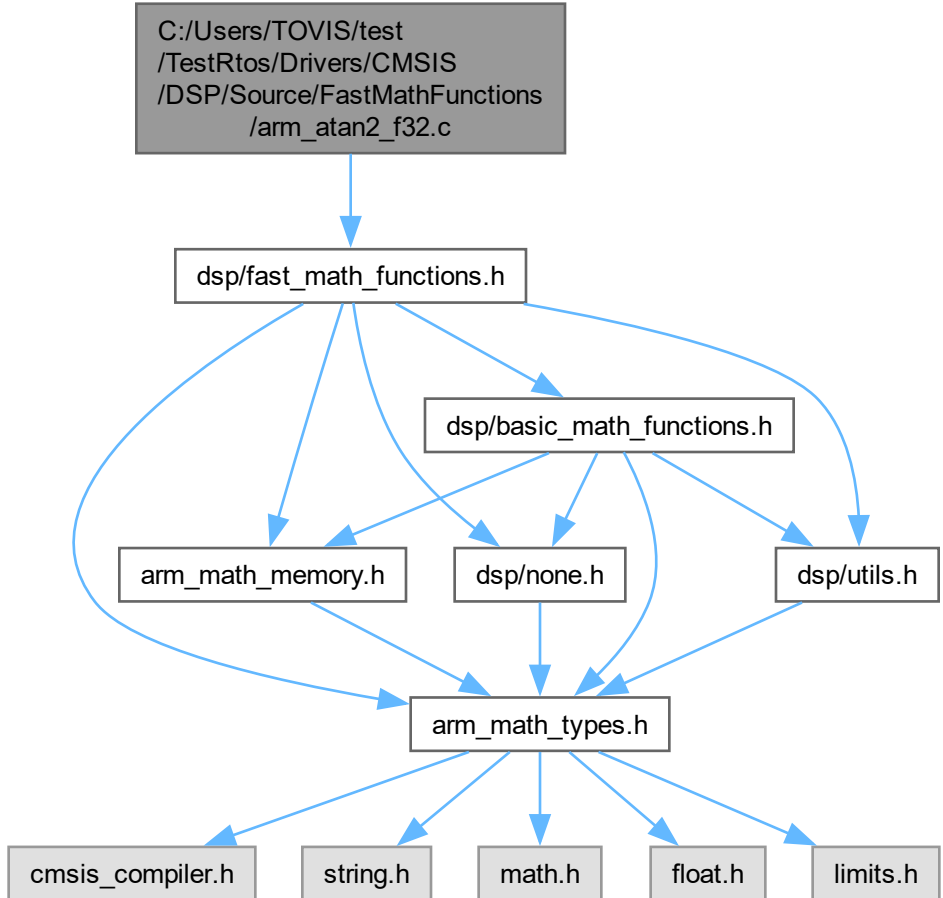 C:/Users/TOVIS/test
/TestRtos/Drivers/CMSIS
/DSP/Source/FastMathFunctions
/arm_atan2_f32.c
dsp/fast_math_functions.h
dsp/basic_math_functions.h
arm_math_memory.h
dsp/none.h
dsp/utils.h
arm_math_types.h
cmsis_compiler.h
string.h
math.h
float.h
limits.h